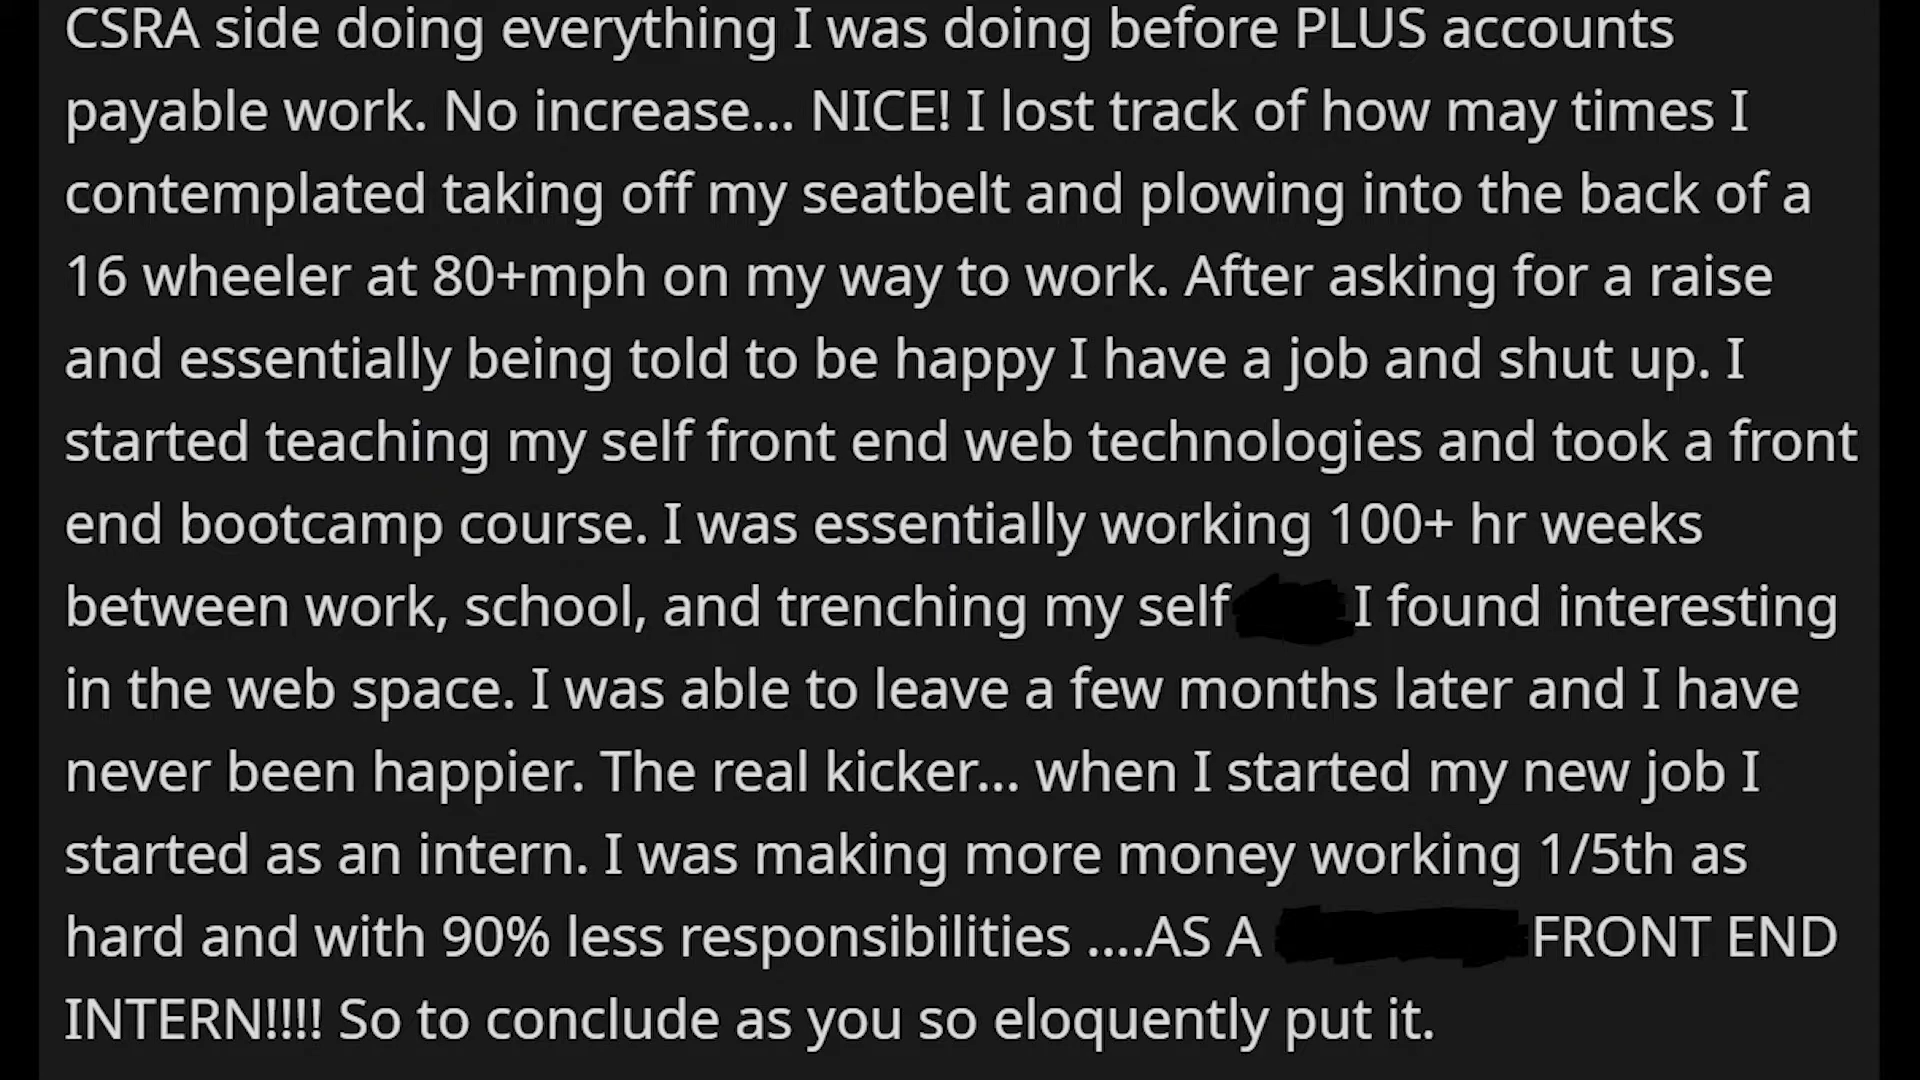 CSRA side doing everything I was doing before PLUS accounts
payable work. No increase... NICE! I lost track of how may times I
contemplated taking off my seatbelt and plowing into the back of a
16 wheeler at 80+mph on my way to work. After asking for a raise
and essentially being told to be happy I have a job and shut up. I
started teaching my self front end web technologies and took a front
end bootcamp course. I was essentially working 100+ hr weeks
between work, school, and trenching my self I found interesting
in the web space. I was able to leave a few months later and I have
never been happier. The real kicker... when I started my new job I
started as an intern. I was making more money working 1/5th as
hard and with 90% less responsibilities ....AS A FRONT END
INTERN!!!! So to conclude as you so eloquently put it.